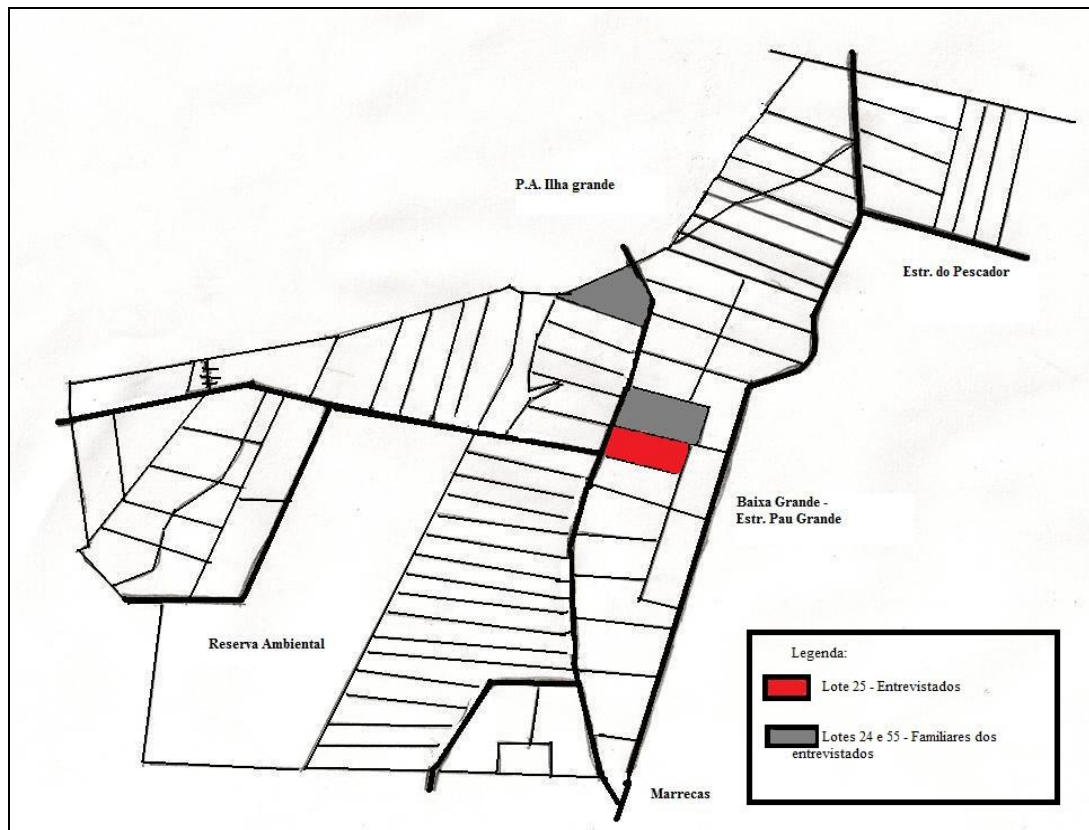 P.A. Ilha grande
Estr. do Pescador
Baixa Grande -
Estr. Pau Grande
Reserva Ambiental
Marrecas
Legenda:
Lote 25 - Entrevistados
Lotes 24 e 55 - Familiares dos
entrevistados